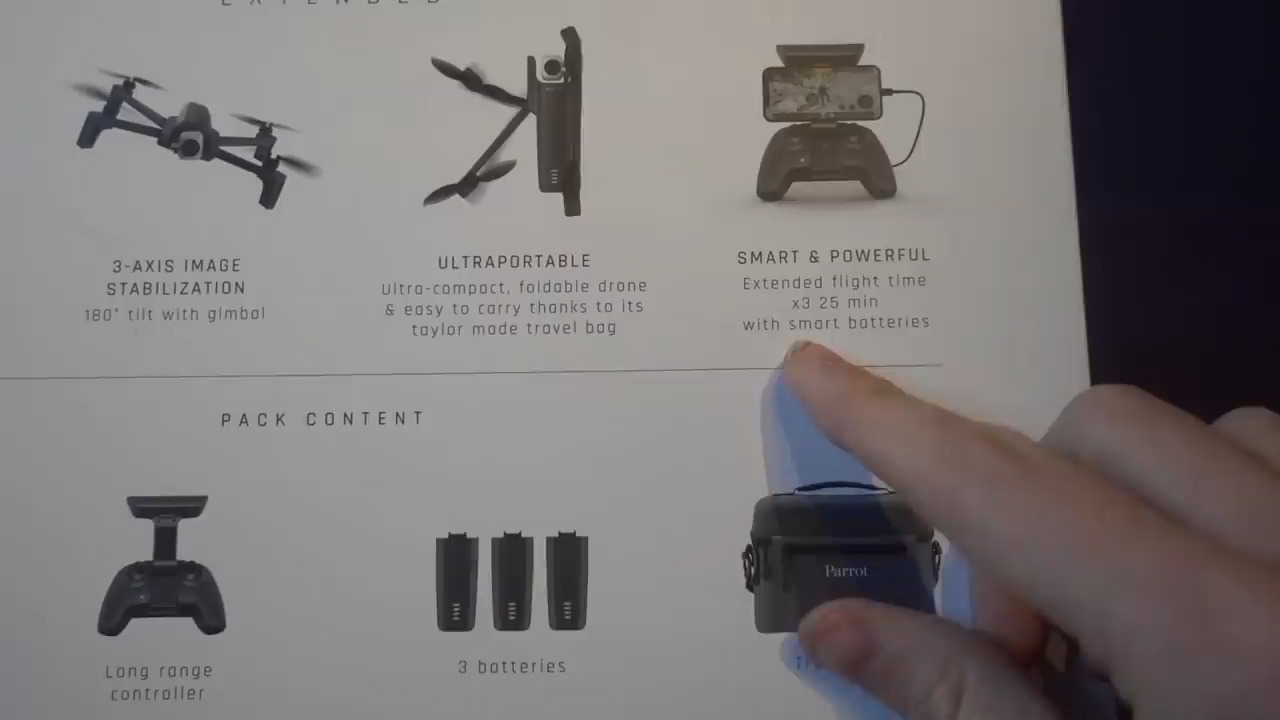 EXTENDED
3-AXIS IMAGE
STABILIZATION
180° tilt with gimbal
ULTRAPORTABLE
Ultra-compact, foldable drone
& easy to carry thanks to its
taylor made travel bag
SMART & POWERFUL
Extended flight time
x3 25 min
with smart batteries
PACK CONTENT
Long range
controller
3 batteries
Parrot